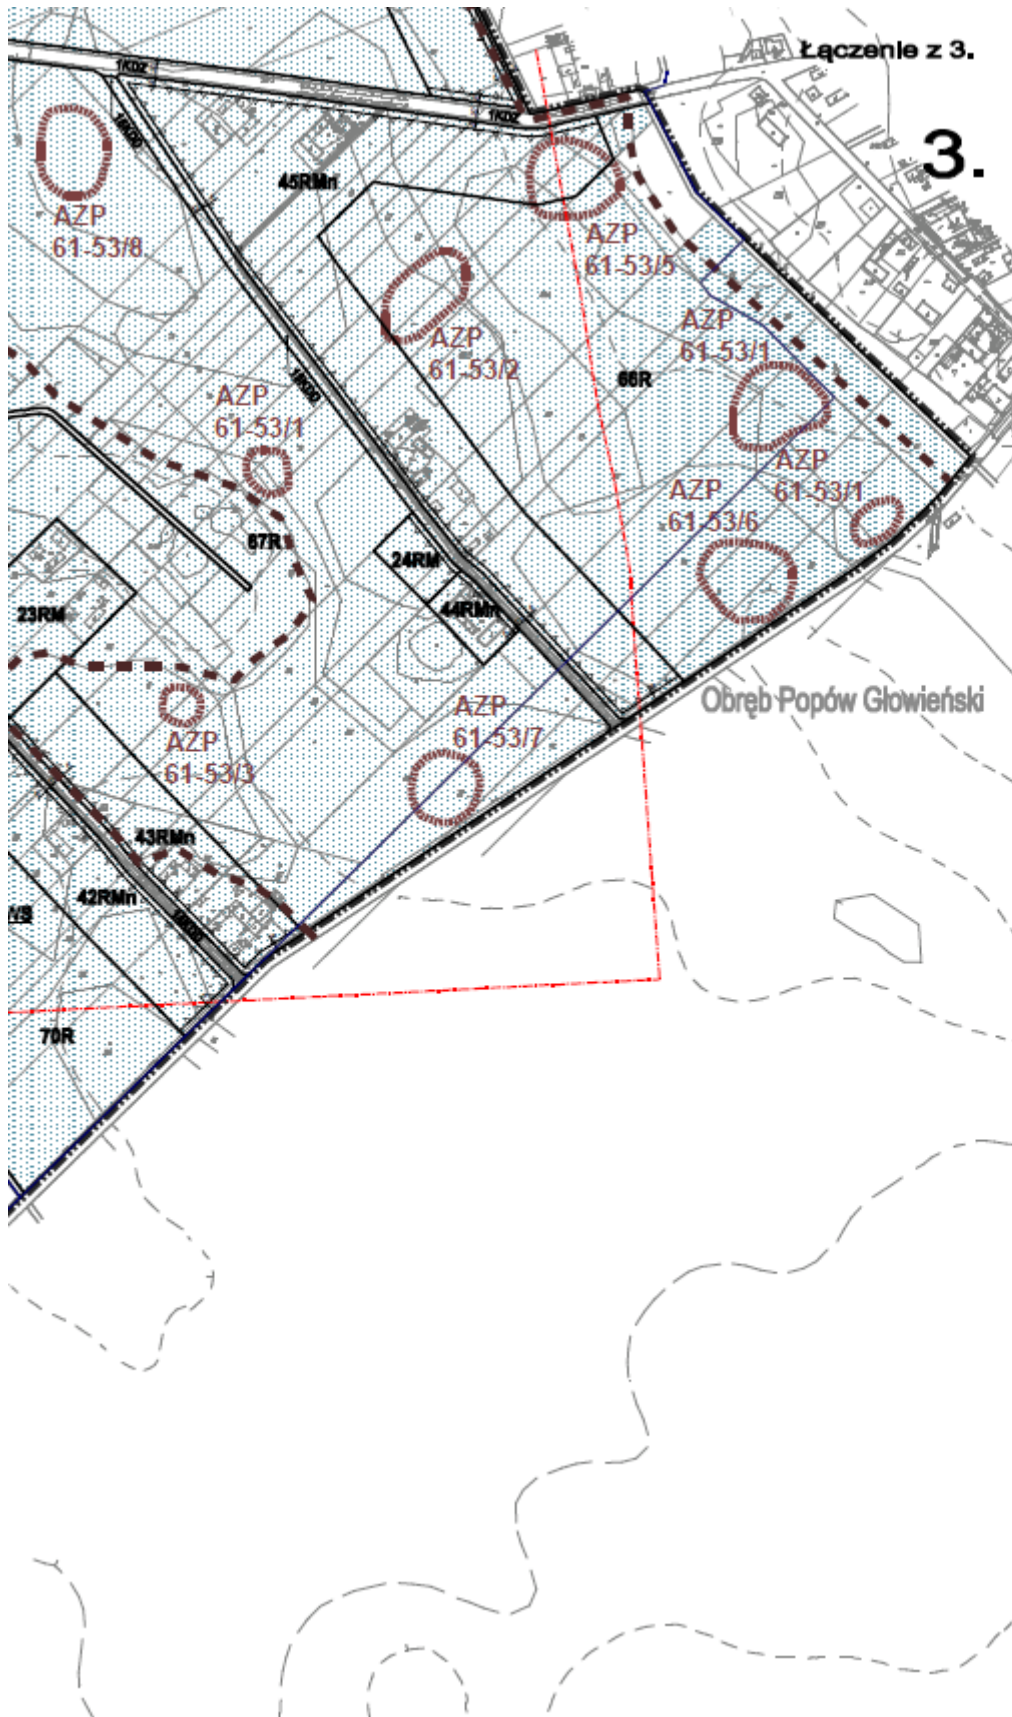 Łączenie z 3.
3.
1KDZ
1KDZ
45RMn
AZP
61-53/8
AZP
61-53/5
AZP
61-53/2
AZP
61-53/1
66R
AZP
61-53/1
AZP
61-53/1
AZP
61-53/6
67R
24RM
44RMn
23RM
Obręb Popów Głowieński
AZP
61-53/7
AZP
61-53/3
43RMn
42RMn
70R